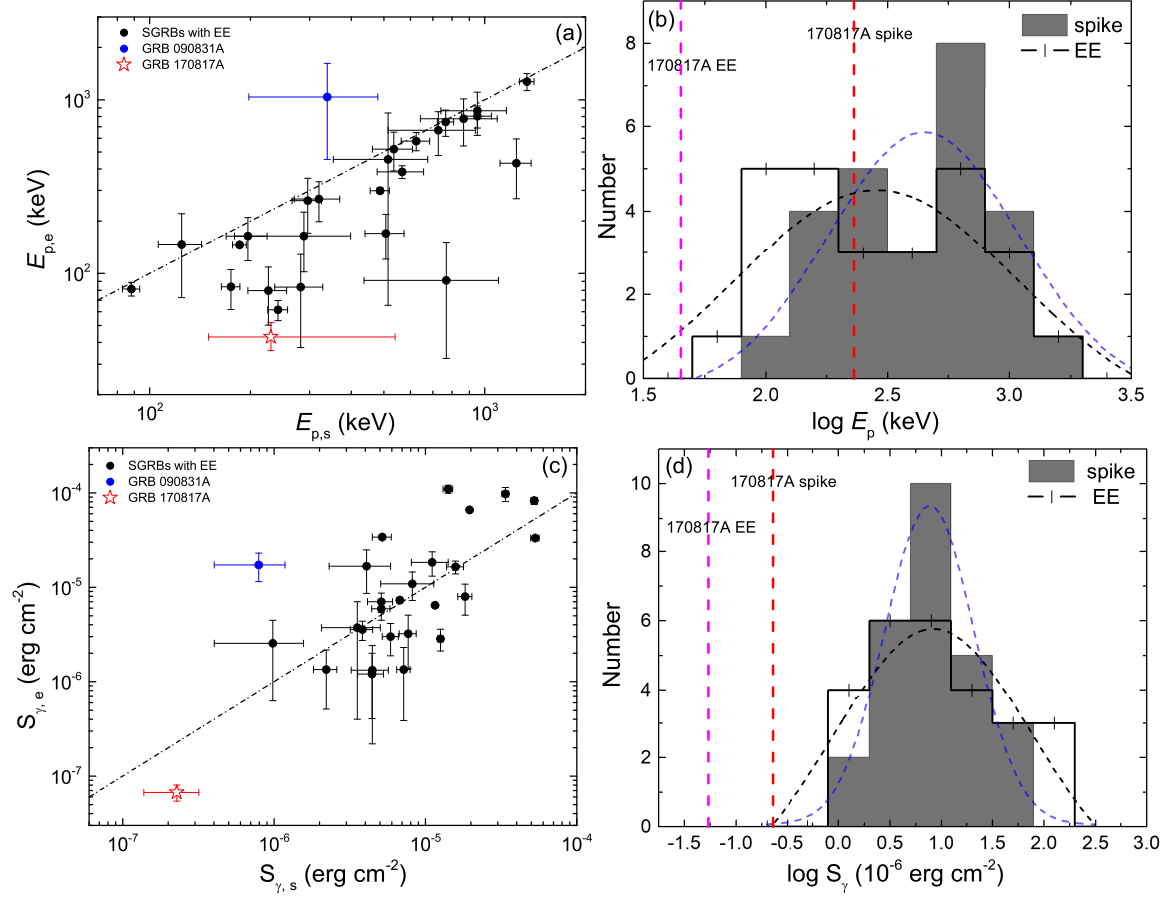 (a)
SGRBs with EE
GRB 090831A
GRB 170817A
10^3
10^2
E_p,e (keV)
10^2 10^3
E_p,s (keV)
(b)
170817A spike
170817A EE
spike
EE
8
6
4
2
0
Number
1.5 2.0 2.5 3.0 3.5
log E_p (keV)
(c)
SGRBs with EE
GRB 090831A
GRB 170817A
10^-4
10^-5
10^-6
10^-7
S_γ, e (erg cm^-2)
10^-7 10^-6 10^-5 10^-4
S_γ, s (erg cm^-2)
(d)
170817A spike
170817A EE
spike
EE
10
8
6
4
2
0
Number
-1.5 -1.0 -0.5 0.0 0.5 1.0 1.5 2.0 2.5 3.0
log S_γ (10^-6 erg cm^-2)